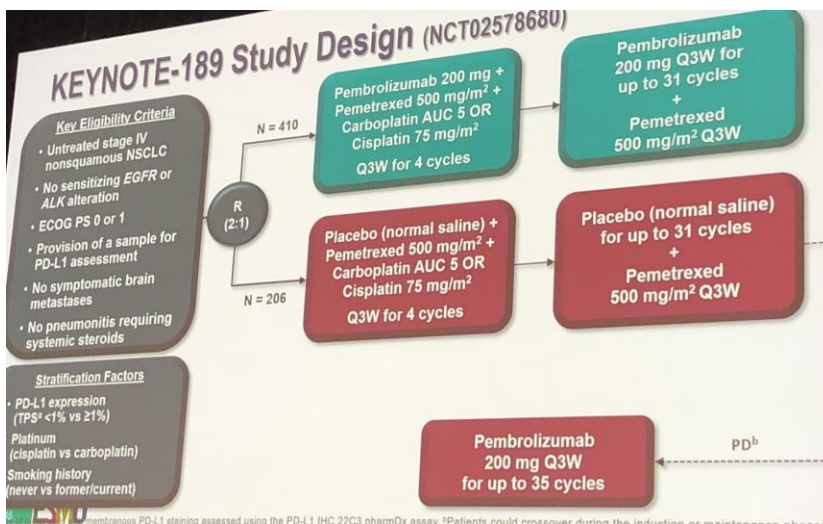 KEYNOTE-189 Study Design (NCT02578680)
Key Eligibility Criteria
• Untreated stage IV
nonsquamous NSCLC
• No sensitizing EGFR or
ALK alteration
• ECOG PS 0 or 1
• Provision of a sample for
PD-L1 assessment
• No symptomatic brain
metastases
• No pneumonitis requiring
systemic steroids
R
(2:1)
N = 410
Pembrolizumab 200 mg +
Pemetrexed 500 mg/m² +
Carboplatin AUC 5 OR
Cisplatin 75 mg/m²
Q3W for 4 cycles
Pembrolizumab
200 mg Q3W for
up to 31 cycles
+
Pemetrexed
500 mg/m² Q3W
N = 206
Placebo (normal saline) +
Pemetrexed 500 mg/m² +
Carboplatin AUC 5 OR
Cisplatin 75 mg/m²
Q3W for 4 cycles
Placebo (normal saline)
for up to 31 cycles
+
Pemetrexed
500 mg/m² Q3W
Stratification Factors
• PD-L1 expression
(TPSᵃ <1% vs ≥1%)
Platinum
(cisplatin vs carboplatin)
Smoking history
(never vs former/current)
PDᵇ
Pembrolizumab
200 mg Q3W
for up to 35 cycles
membranous PD-L1 staining assessed using the PD-L1 IHC 22C3 pharmDx assay. ᵇPatients could crossover during the induction or maintenance